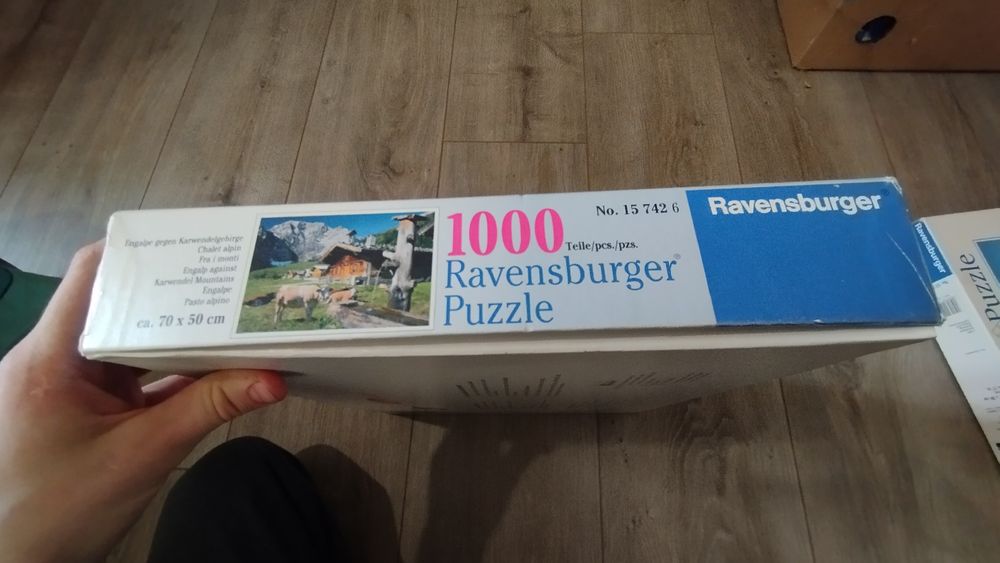 Engalpe gegen Karwendelgebirge
Chalet alpin
Fra i monti
Engalp against
Karwendel Mountains
Engalpe
Pasto alpino
ca. 70 x 50 cm
1000 Teile/pcs./pzs.
Ravensburger®
Puzzle
No. 15 742 6
Ravensburger®
Ravensburger
Puzzle